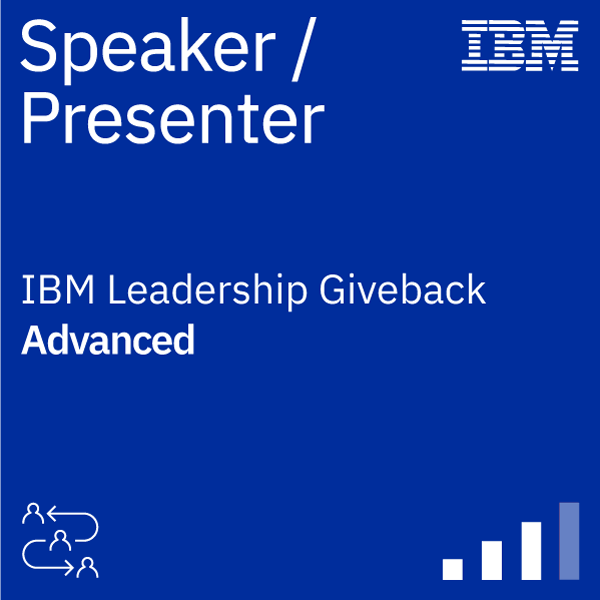 Speaker /
Presenter
IBM
IBM Leadership Giveback
Advanced